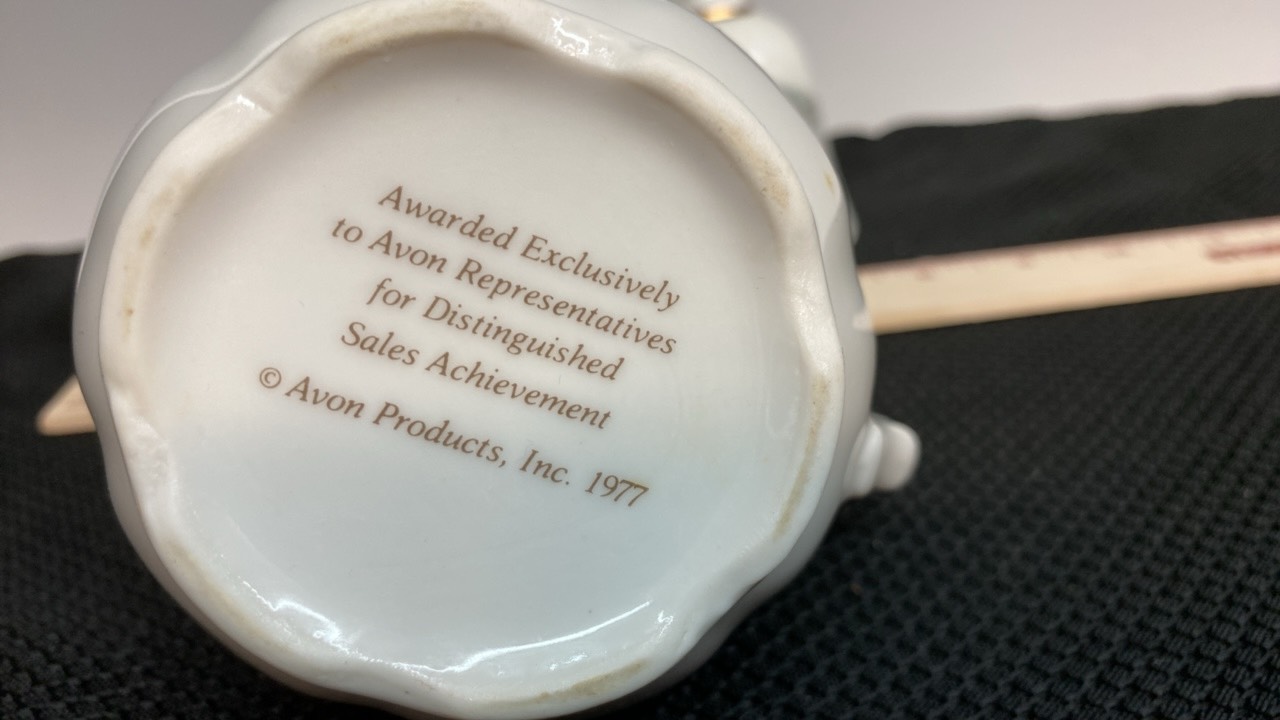 Awarded Exclusively
to Avon Representatives
for Distinguished
Sales Achievement
© Avon Products, Inc. 1977